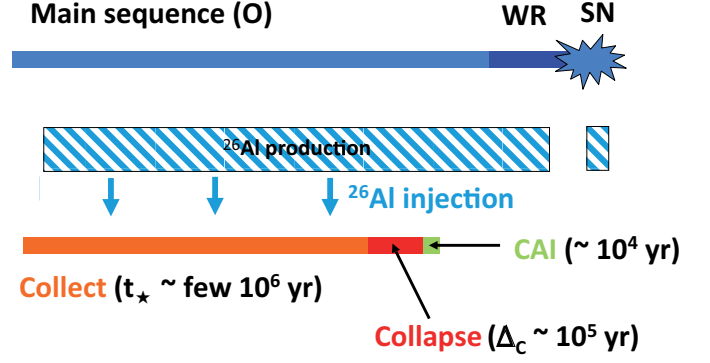 Main sequence (O) WR SN
²⁶Al production
²⁶Al injection
CAI (~ 10⁴ yr)
Collect (t★ ~ few 10⁶ yr)
Collapse (Δc ~ 10⁵ yr)